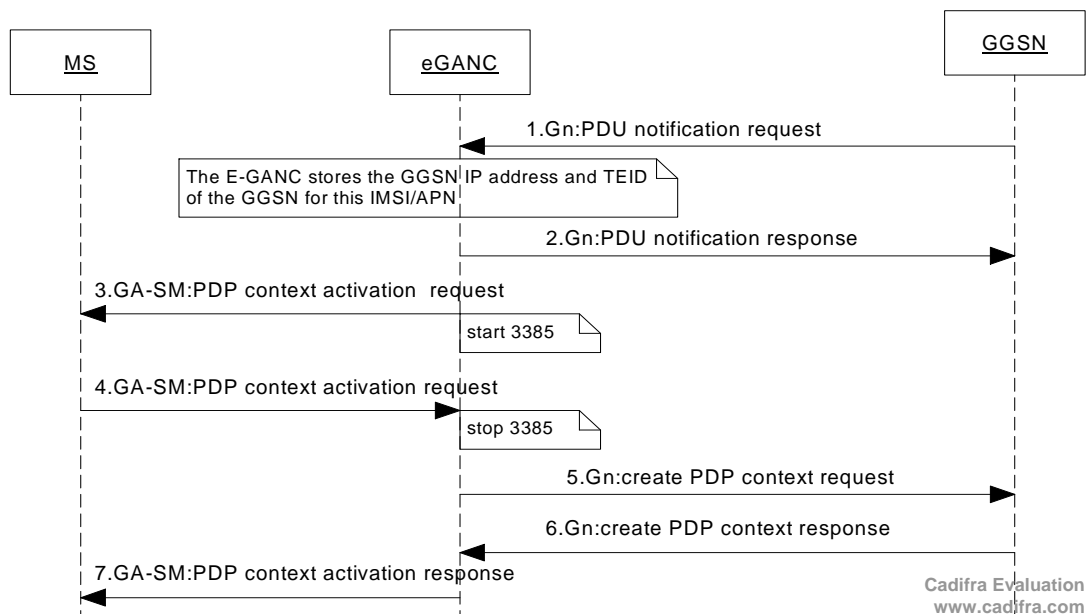 MS
eGANC
GGSN
1.Gn:PDU notification request
The E-GANC stores the GGSN IP address and TEID
of the GGSN for this IMSI/APN
2.Gn:PDU notification response
3.GA-SM:PDP context activation request
start 3385
4.GA-SM:PDP context activation request
stop 3385
5.Gn:create PDP context request
6.Gn:create PDP context response
7.GA-SM:PDP context activation response
Cadifra Evaluation
www.cadifra.com